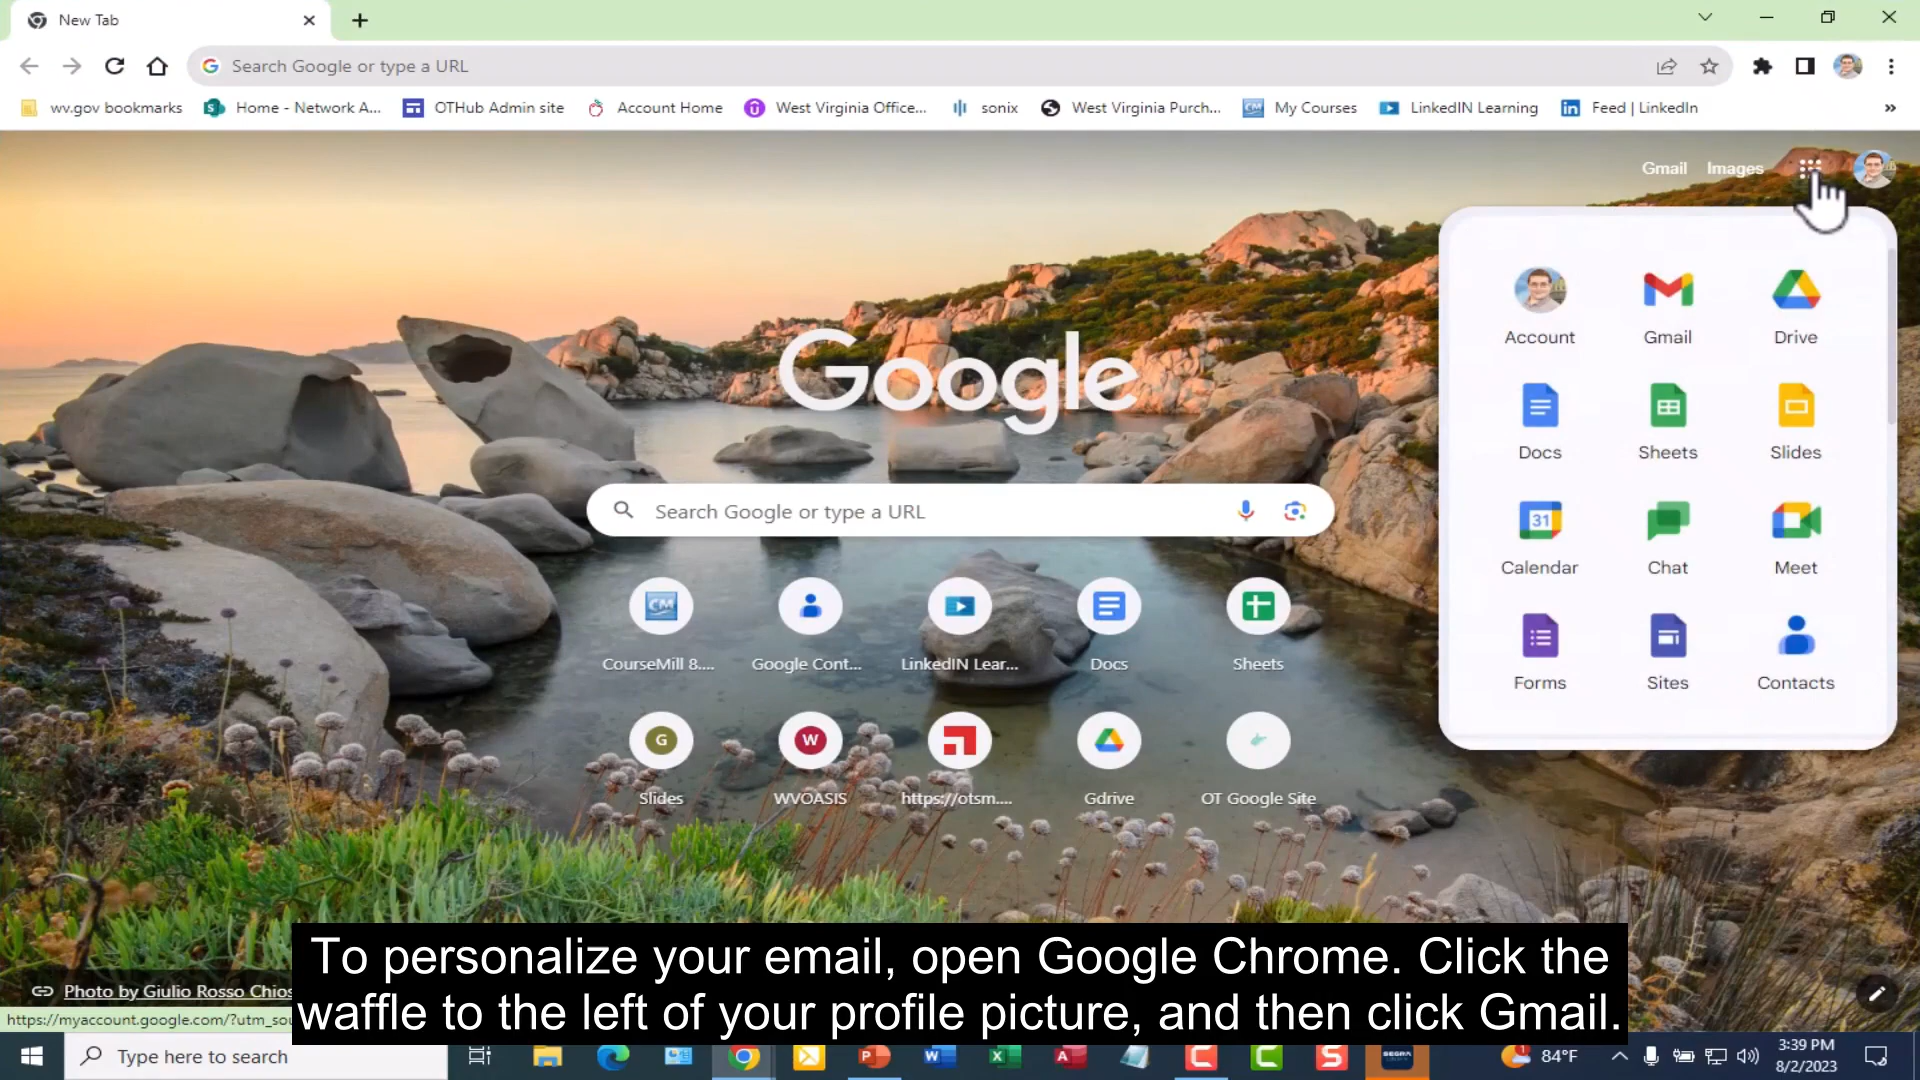 New Tab
Search Google or type a URL
wv.gov bookmarks
Home - Network A...
OTHub Admin site
Account Home
West Virginia Office...
sonix
West Virginia Purch...
My Courses
LinkedIN Learning
Feed | LinkedIn
»
Gmail
Images
Google
Account
Gmail
Drive
Docs
Sheets
Slides
31
Calendar
Chat
Meet
Forms
Sites
Contacts
Search Google or type a URL
CM
CourseMill 8....
Google Cont...
LinkedIN Lear...
Docs
Sheets
G
W
Slides
WVOASIS
https://otsm....
Gdrive
OT Google Site
To personalize your email, open Google Chrome. Click the
waffle to the left of your profile picture, and then click Gmail.
Photo by Giulio Rosso Chios
https://myaccount.google.com/?utm_sou
Type here to search
84°F
3:39 PM
8/2/2023